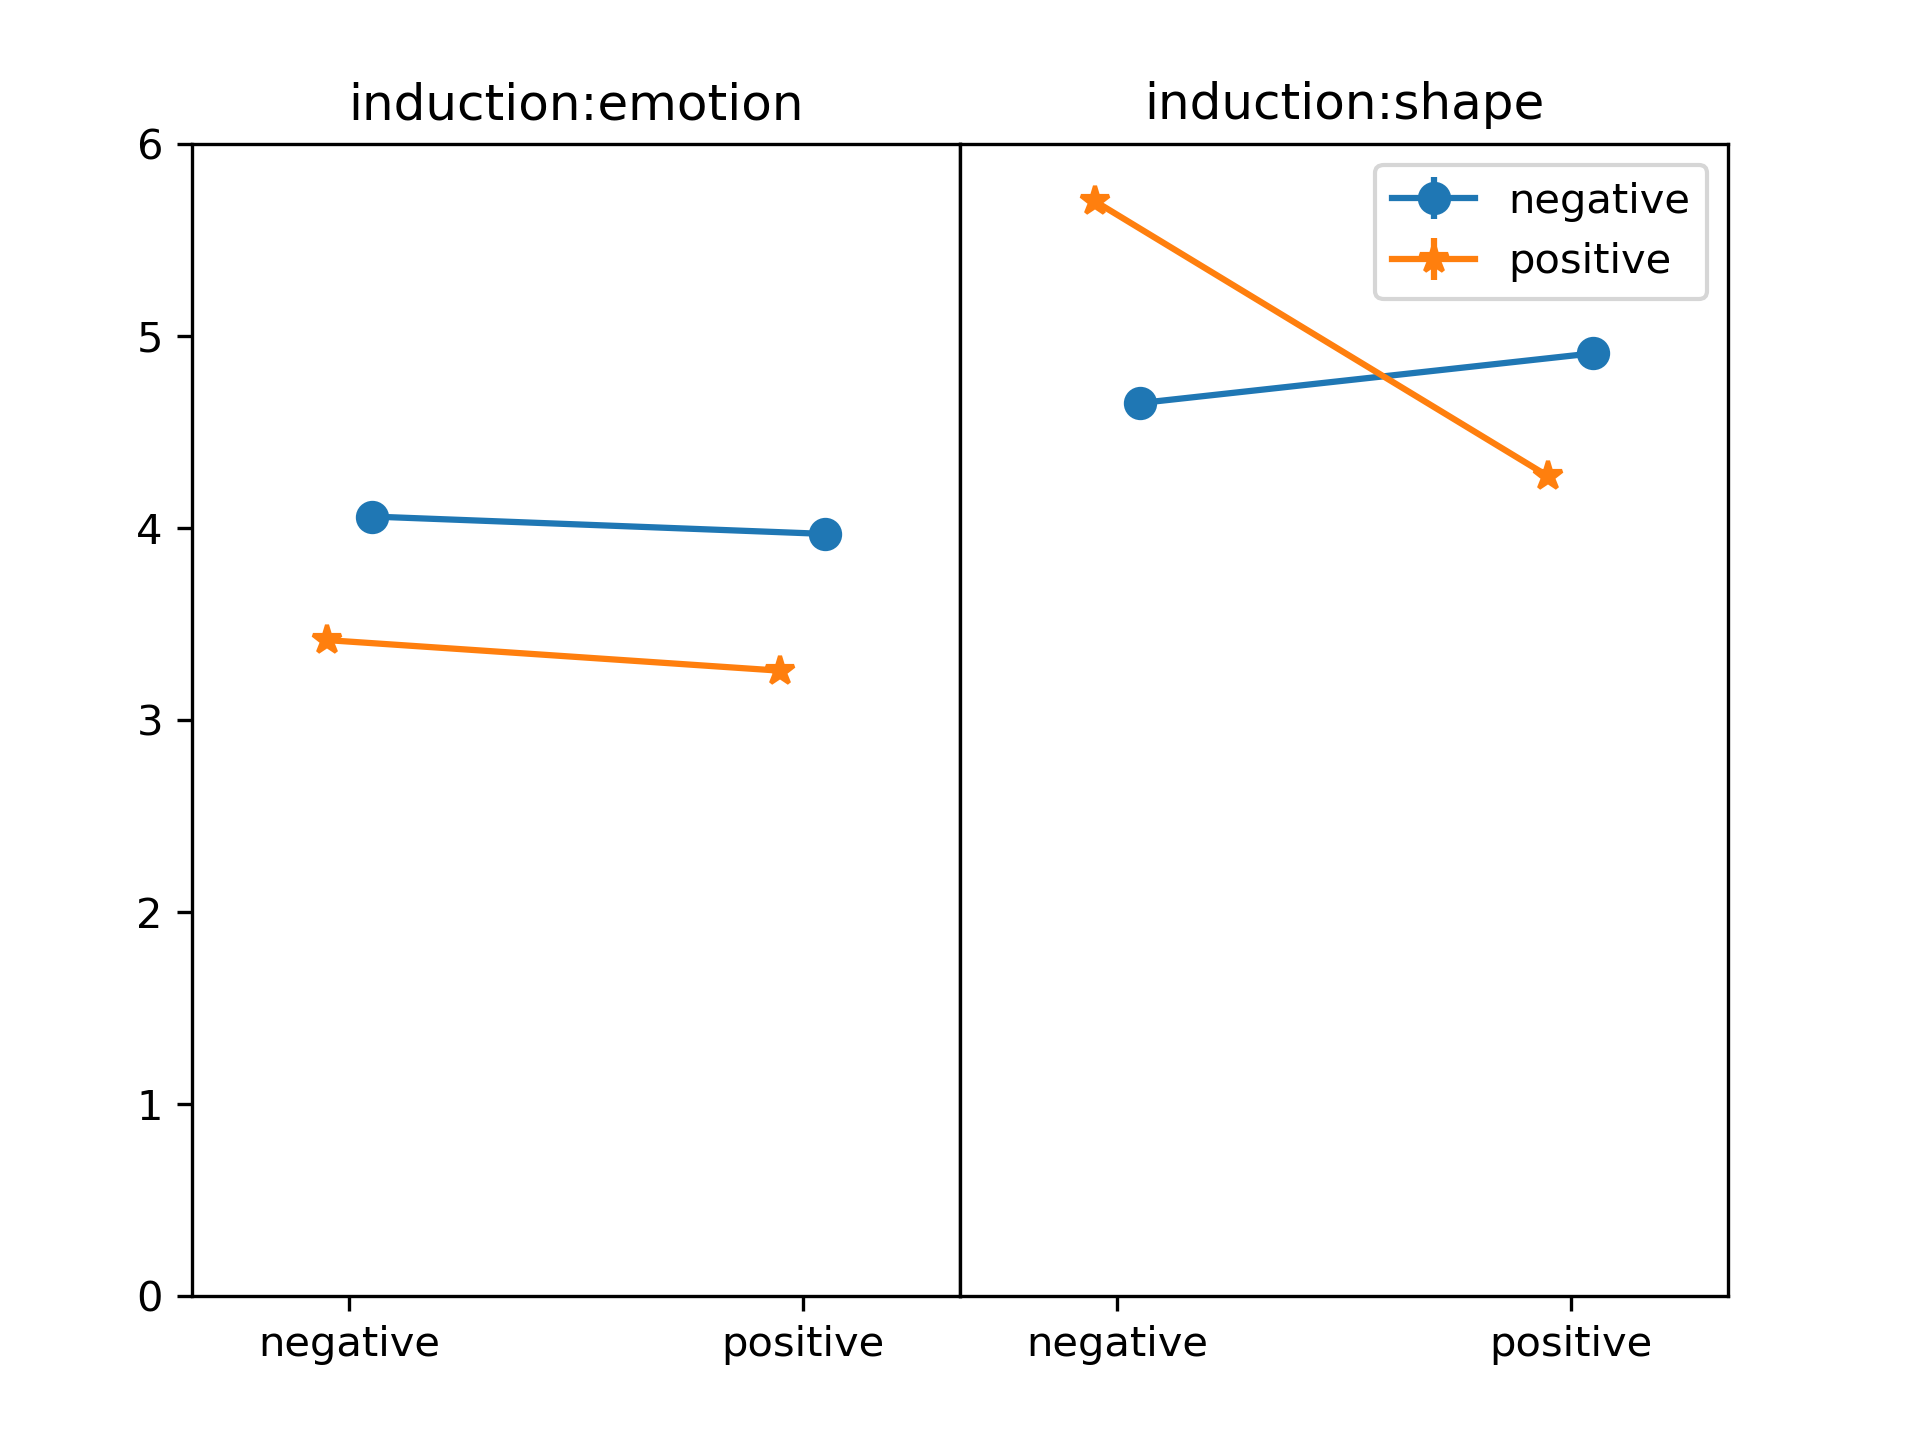 induction:emotion
induction:shape
6
5
4
3
2
1
0
negative
positive
negative
positive
negative
positive